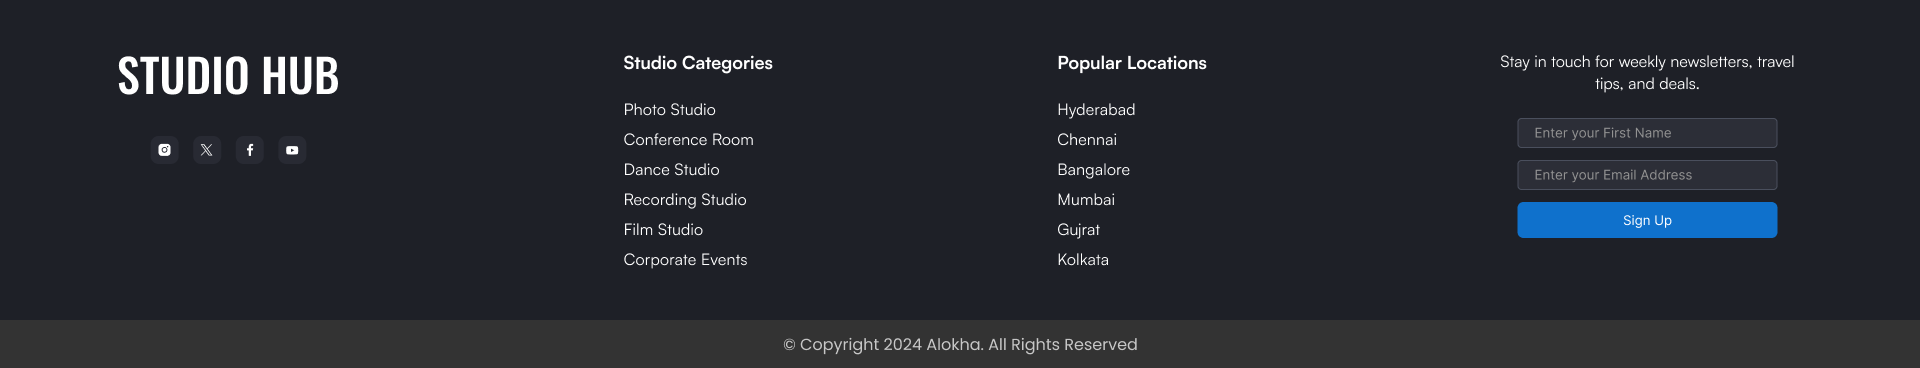 STUDIO HUB
Studio Categories
Photo Studio
Conference Room
Dance Studio
Recording Studio
Film Studio
Corporate Events
Popular Locations
Hyderabad
Chennai
Bangalore
Mumbai
Gujrat
Kolkata
Stay in touch for weekly newsletters, travel
tips, and deals.
Enter your First Name
Enter your Email Address
Sign Up
© Copyright 2024 Alokha. All Rights Reserved